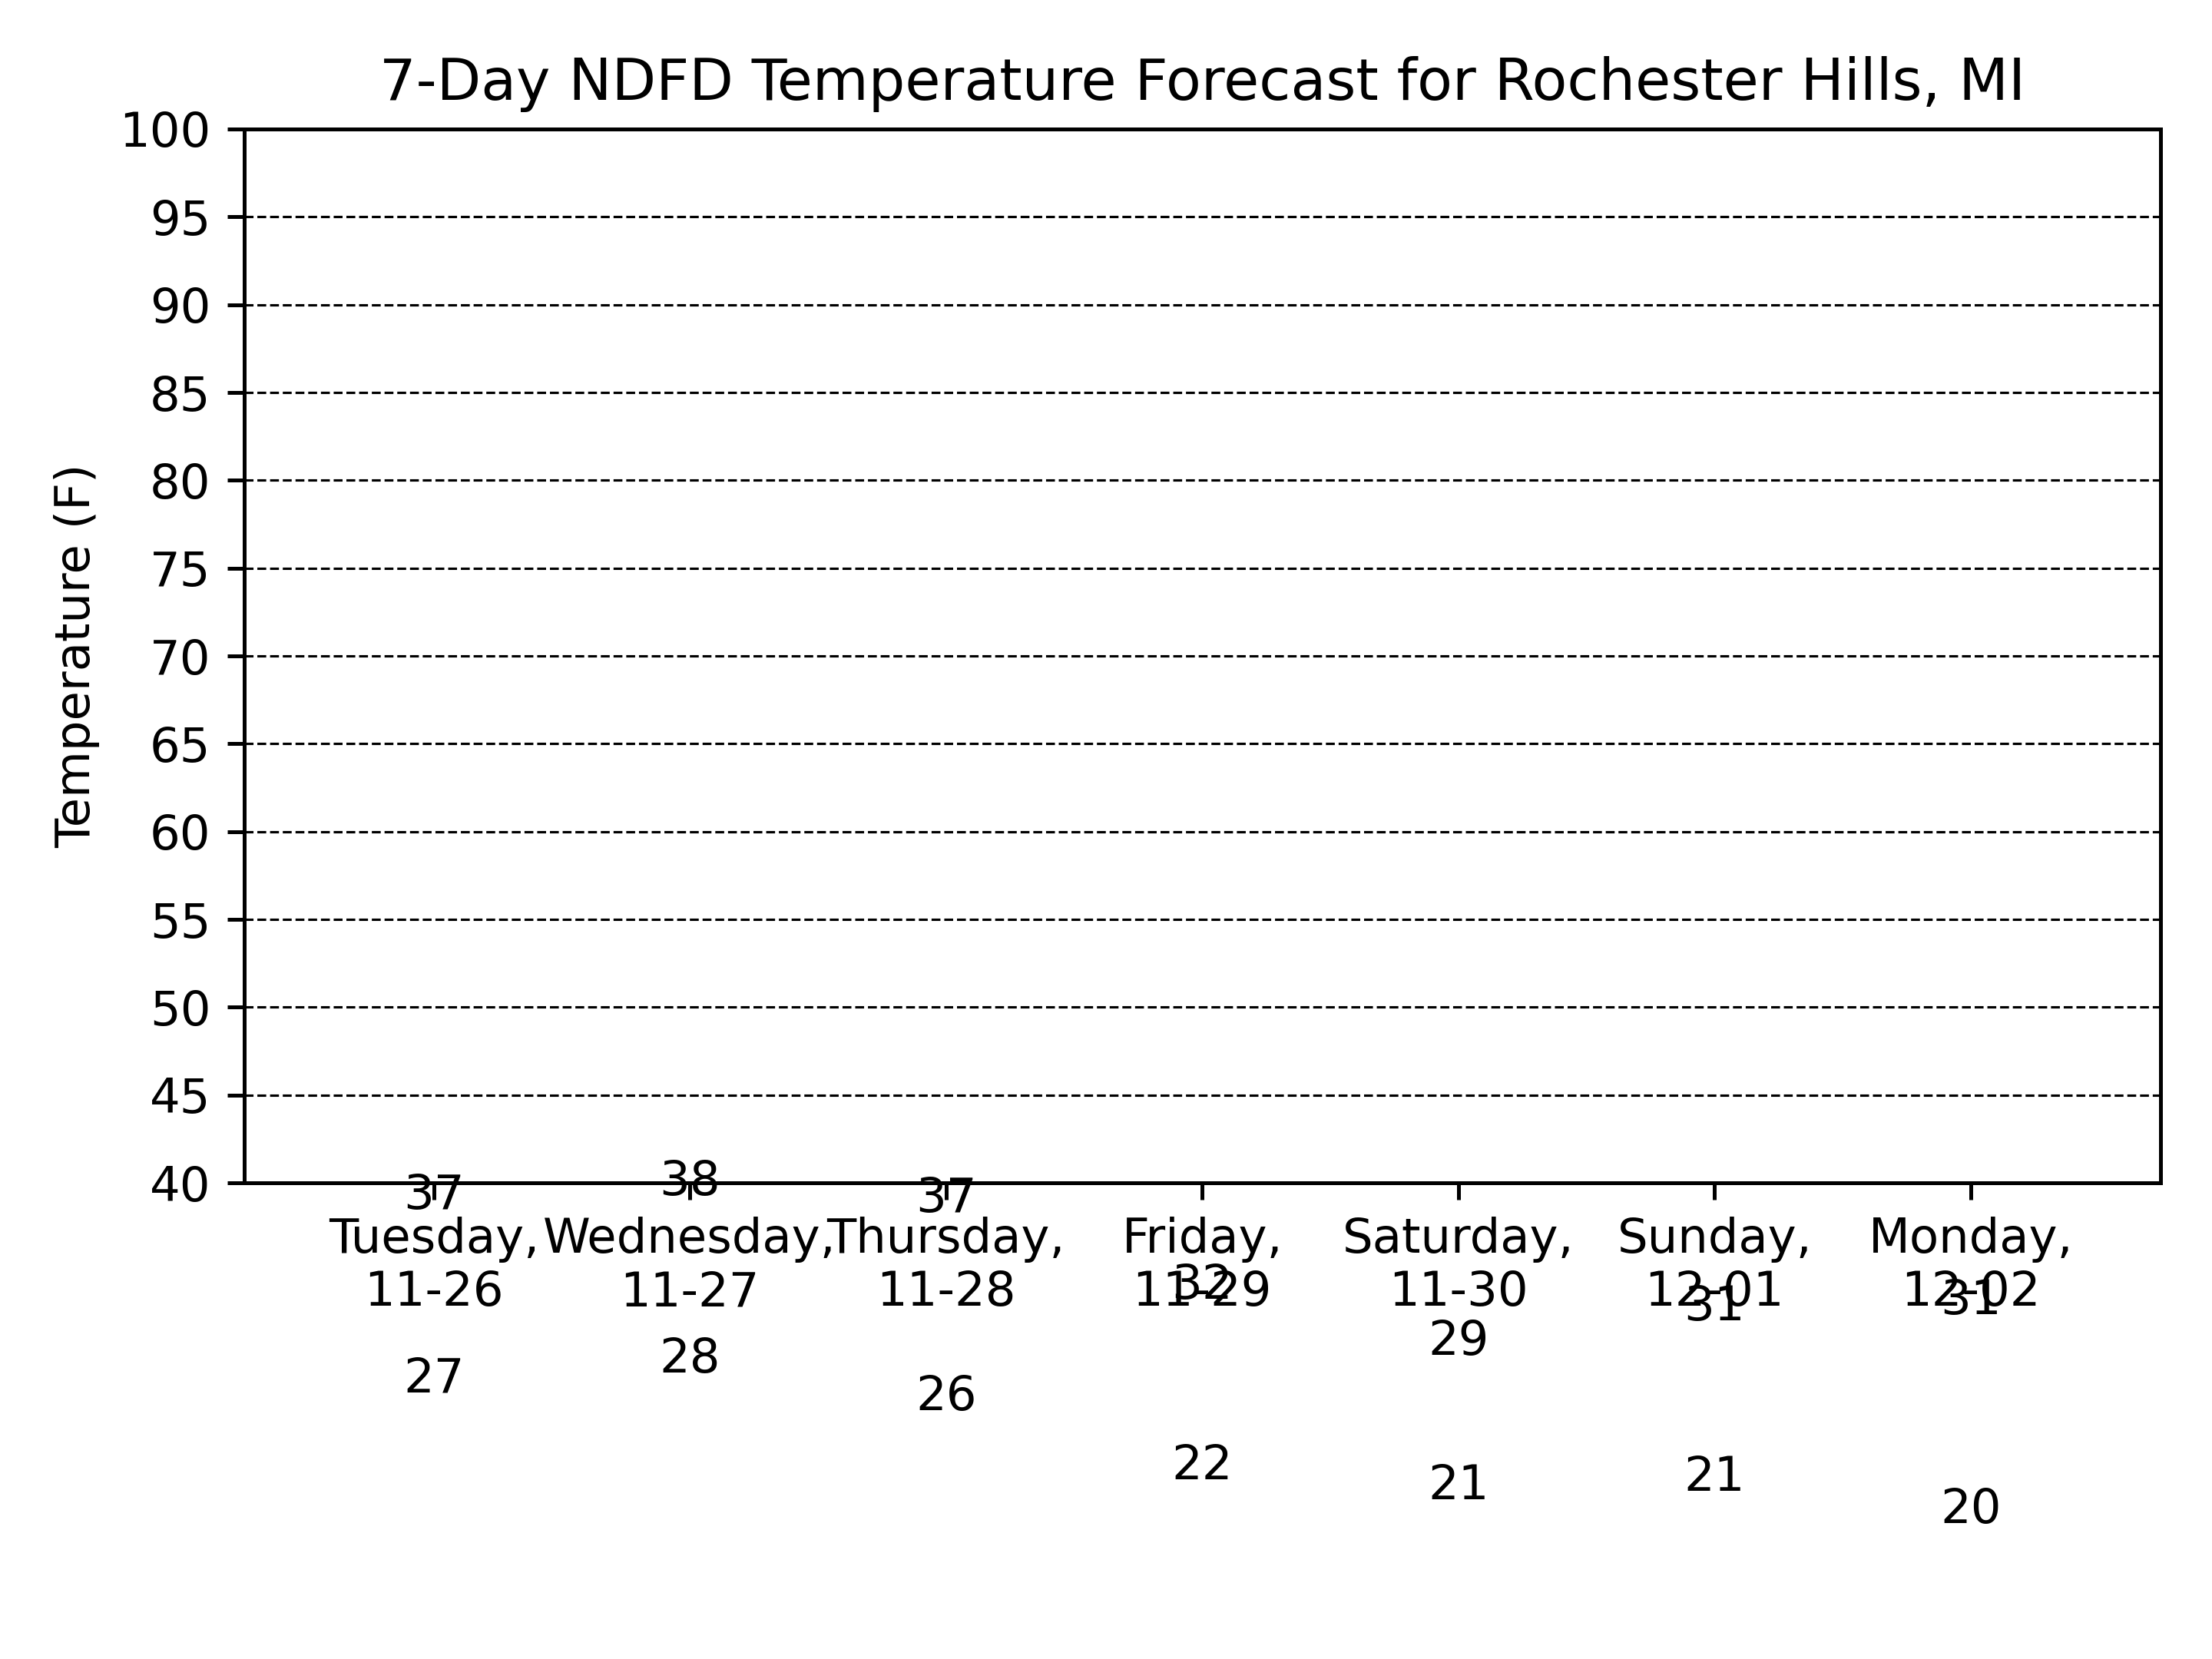 7-Day NDFD Temperature Forecast for Rochester Hills, MI
Temperature (F)
100
95
90
85
80
75
70
65
60
55
50
45
40
37 38 37
Tuesday, Wednesday, Thursday, Friday, Saturday, Sunday, Monday,
11-26 11-27 11-28 11-29 11-30 12-01 12-02
32 29 31 31
27 28 26 22 21 21 20